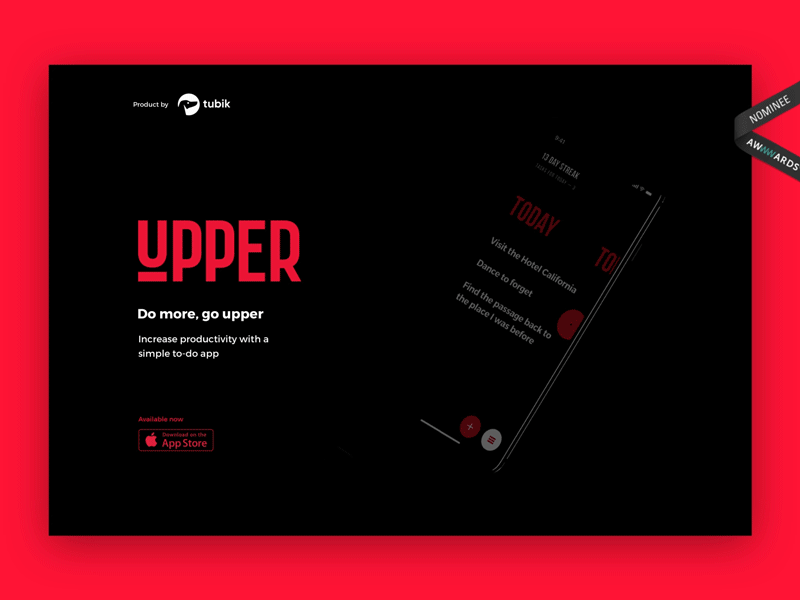 Product by tubik
NOMINEE
AWWWARDS
UPPER
Do more, go upper
Increase productivity with a
simple to-do app
Available now
Download on the
App Store
9:41
13 DAY STREAK
TODAY
TO
Visit the Hotel California
Dance to forget
Find the passage back to
the place I was before